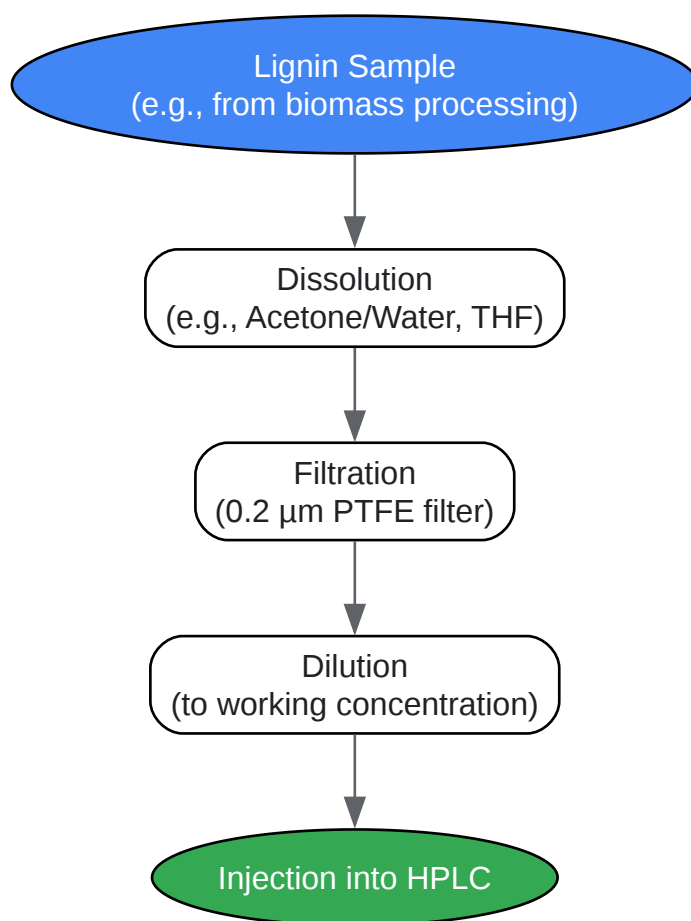 Lignin Sample
(e.g., from biomass processing)
Dissolution
(e.g., Acetone/Water, THF)
Filtration
(0.2 µm PTFE filter)
Dilution
(to working concentration)
Injection into HPLC